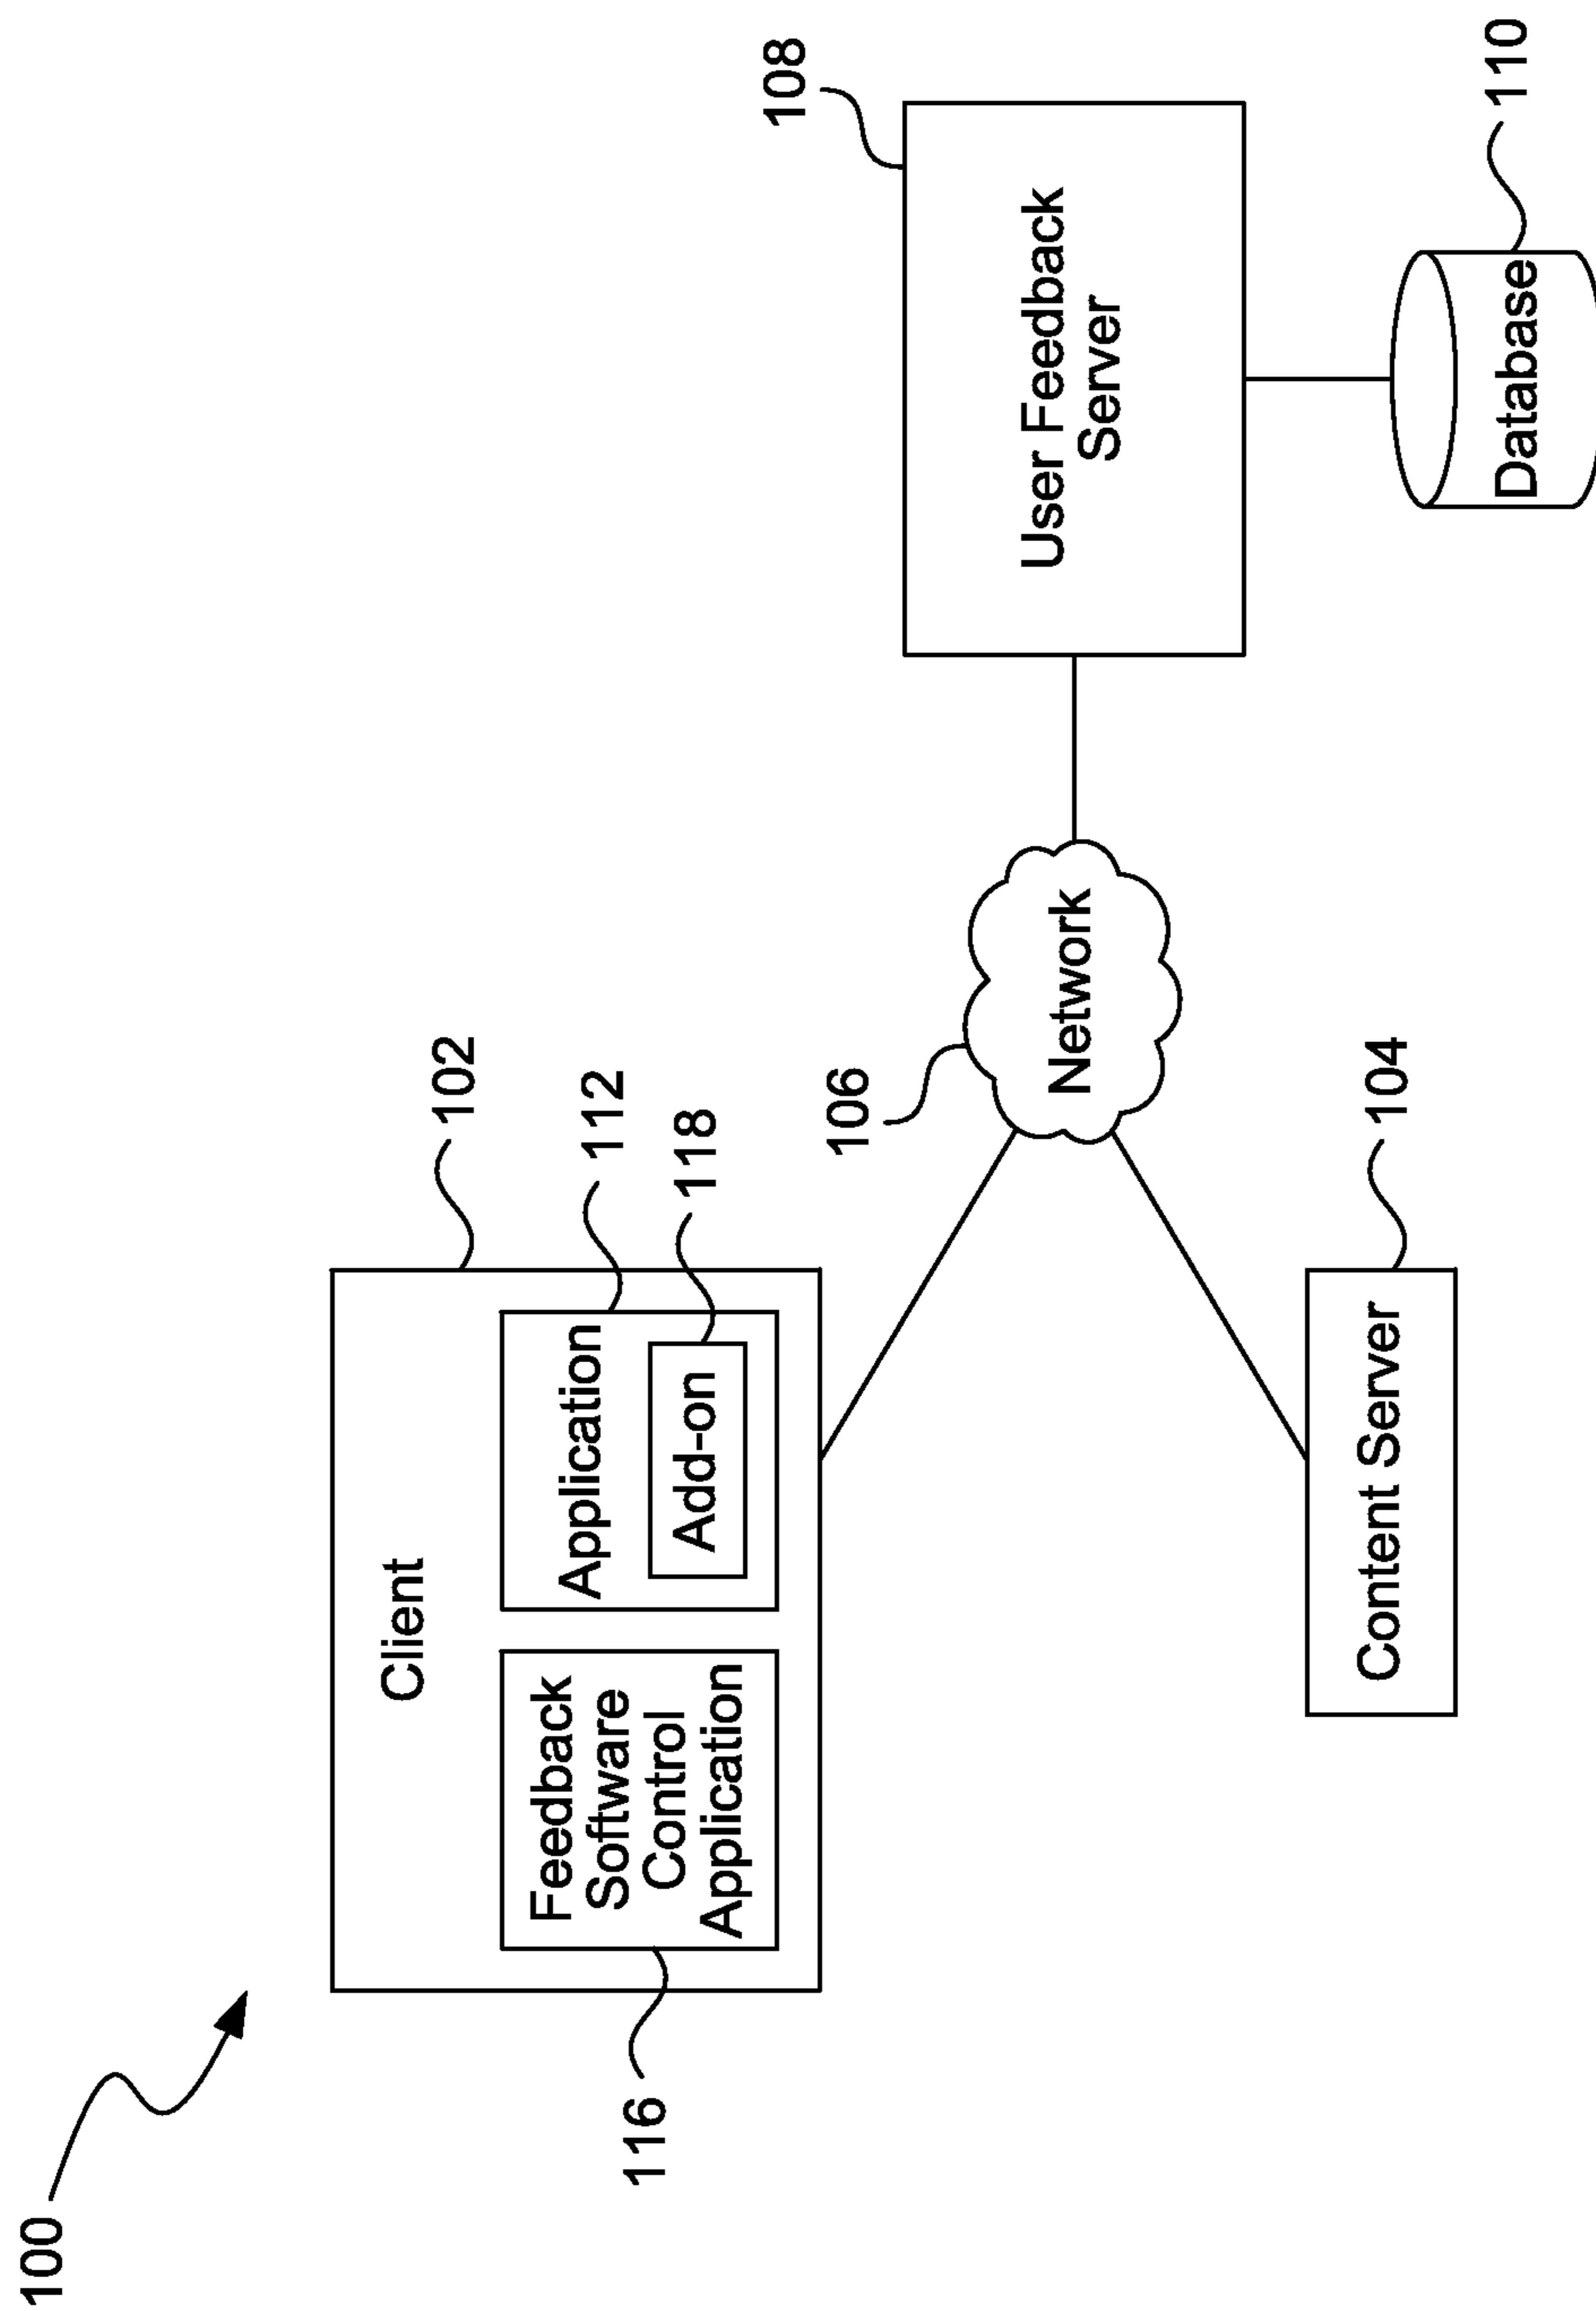 100
Client
102
Feedback
Software
Control
Application
116
Application
112
Add-on
118
106
Network
108
User Feedback
Server
Content Server
104
Database
110